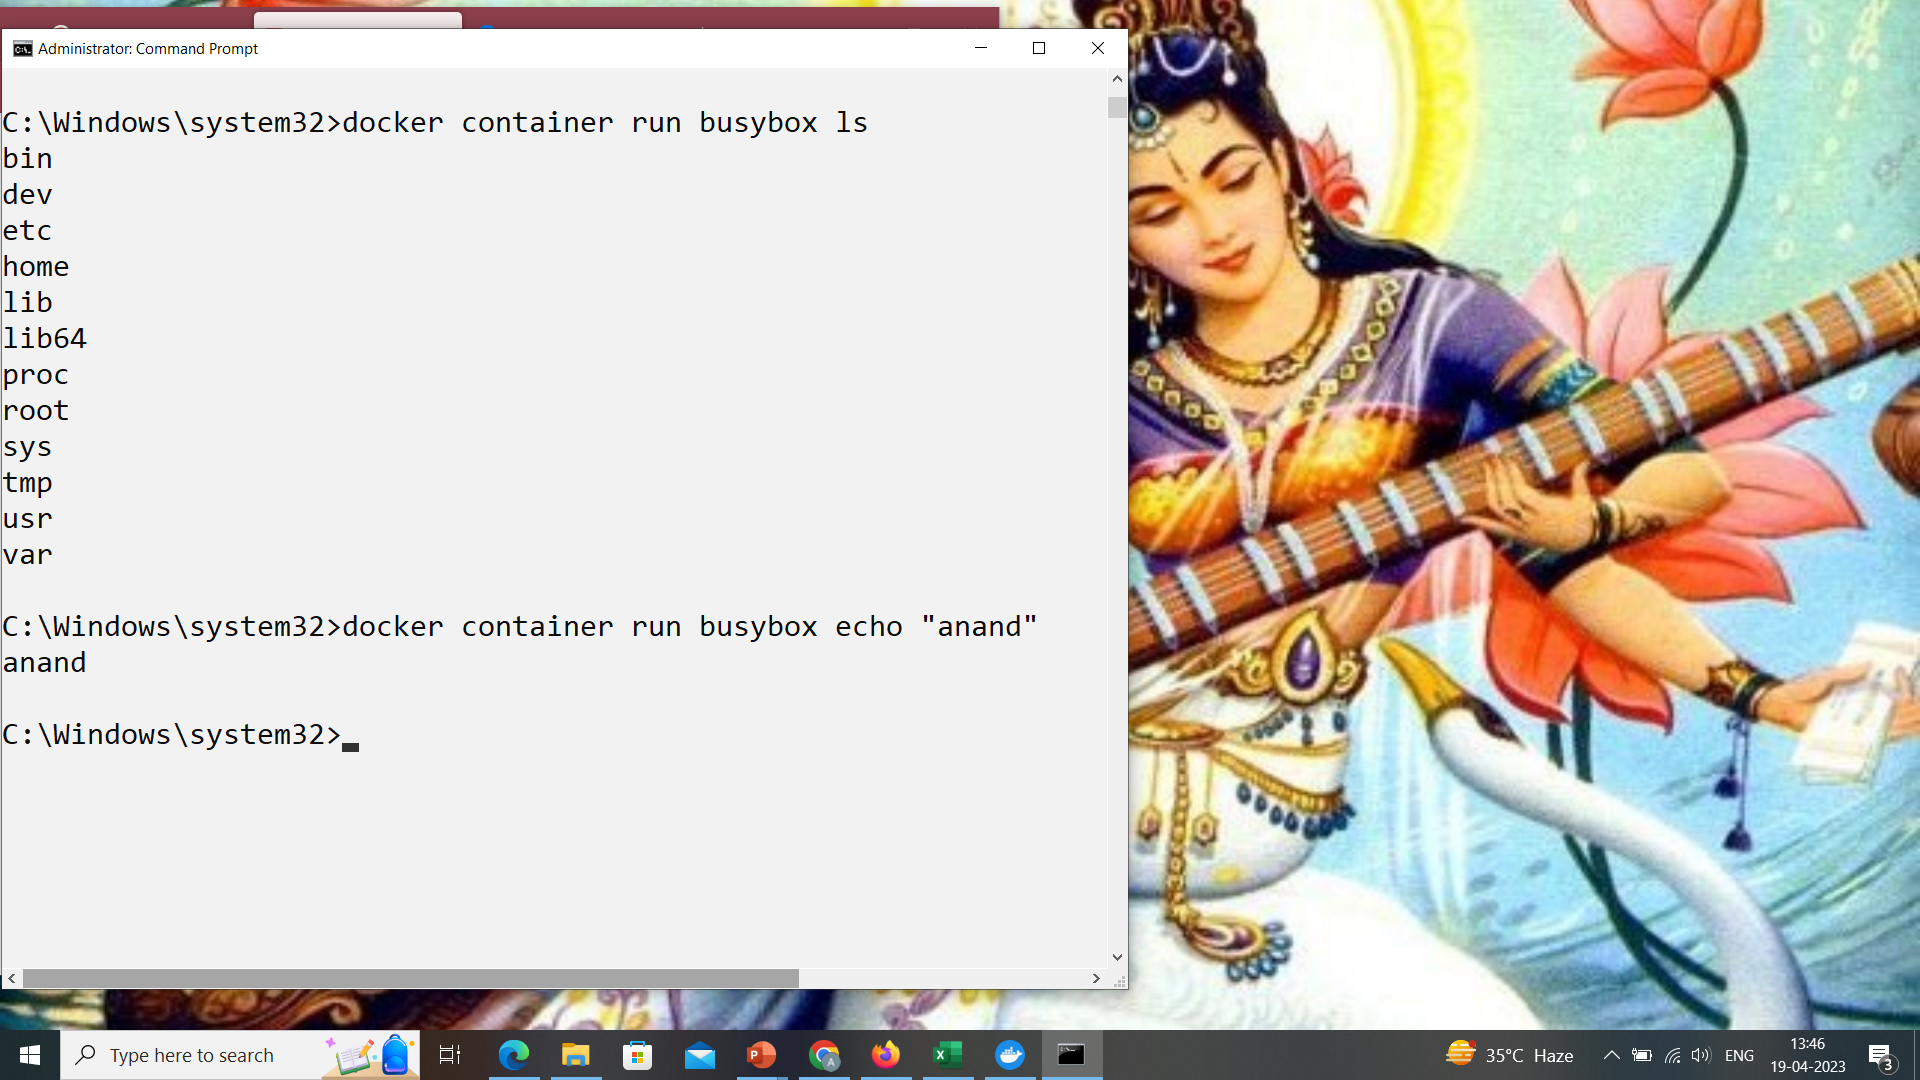 Administrator: Command Prompt
C:\Windows\system32>docker container run busybox ls
bin
dev
etc
home
lib
lib64
proc
root
sys
tmp
usr
var
C:\Windows\system32>docker container run busybox echo "anand"
anand
C:\Windows\system32>
Type here to search
35°C Haze
ENG
13:46
19-04-2023
3